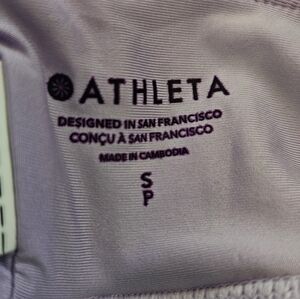 ATHLETA
DESIGNED IN SAN FRANCISCO
CONÇU À SAN FRANCISCO
MADE IN CAMBODIA
S
P